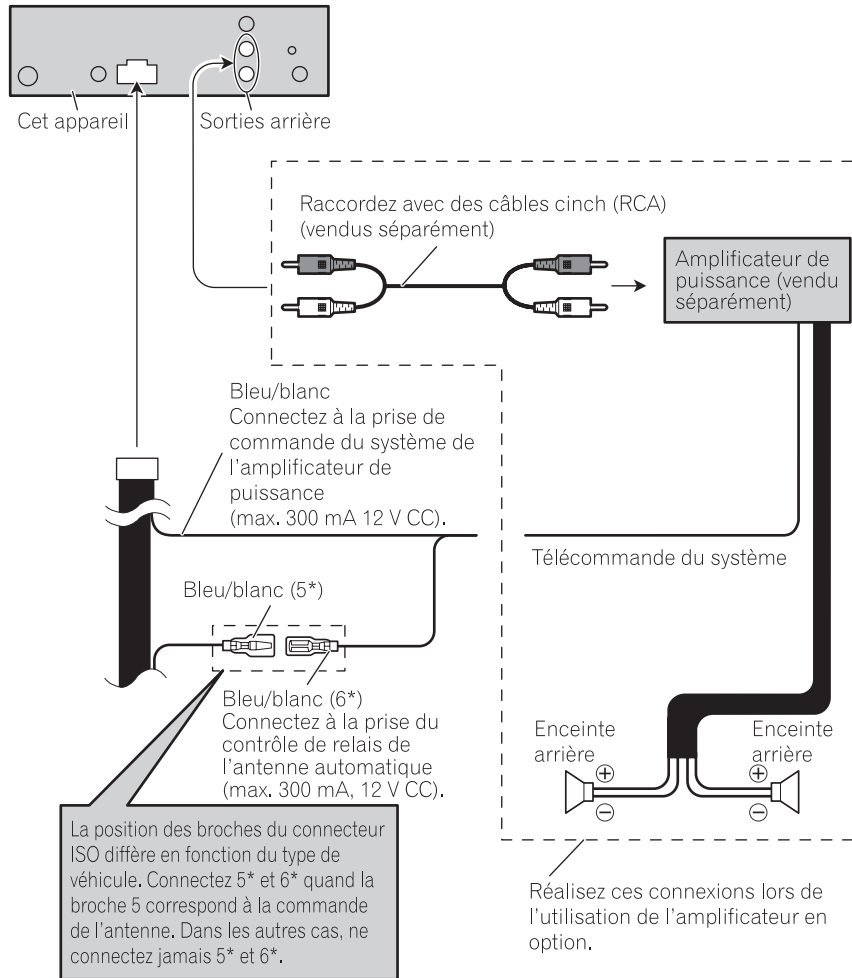 Cet appareil
Sorties arrière
Raccordez avec des câbles cinch (RCA)
(vendus séparément)
Amplificateur de
puissance (vendu
séparément)
Bleu/blanc
Connectez à la prise de
commande du système de
l'amplificateur de
puissance
(max. 300 mA 12 V CC).
Télécommande du système
Bleu/blanc (5*)
Bleu/blanc (6*)
Connectez à la prise du
contrôle de relais de
l'antenne automatique
(max. 300 mA, 12 V CC).
Enceinte
arrière
Enceinte
arrière
⊕
⊖
⊕
⊖
La position des broches du connecteur
ISO diffère en fonction du type de
véhicule. Connectez 5* et 6* quand la
broche 5 correspond à la commande
de l'antenne. Dans les autres cas, ne
connectez jamais 5* et 6*.
Réalisez ces connexions lors de
l'utilisation de l'amplificateur en
option.